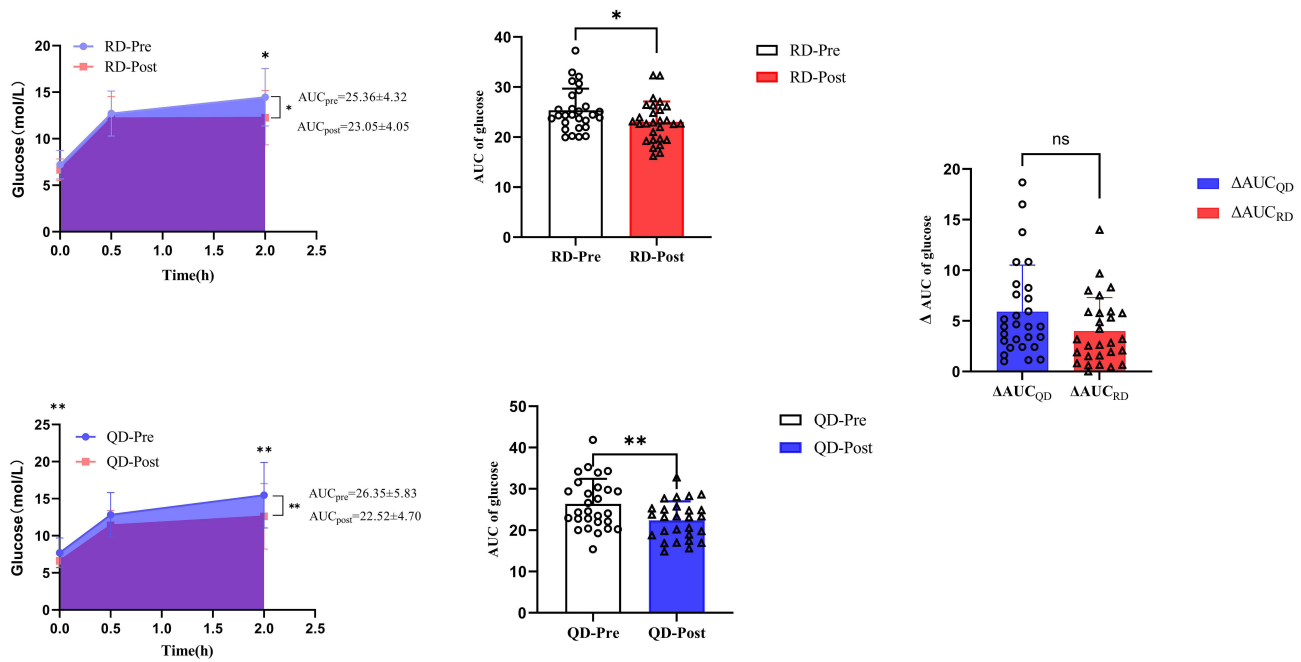 RD-Pre
RD-Post
*
Glucose (mol/L)
20
15
10
5
0
AUCpre=25.36±4.32
*
AUCpost=23.05±4.05
0.0 0.5 1.0 1.5 2.0 2.5
Time(h)
*
AUC of glucose
40
30
20
10
0
RD-Pre RD-Post
RD-Pre
RD-Post
ns
Δ AUC of glucose
20
15
10
5
0
ΔAUCQD ΔAUCRD
ΔAUCQD
ΔAUCRD
**
QD-Pre
QD-Post
**
Glucose (mol/L)
25
20
15
10
5
0
AUCpre=26.35±5.83
**
AUCpost=22.52±4.70
0.0 0.5 1.0 1.5 2.0 2.5
Time(h)
**
AUC of glucose
50
40
30
20
10
0
QD-Pre QD-Post
QD-Pre
QD-Post